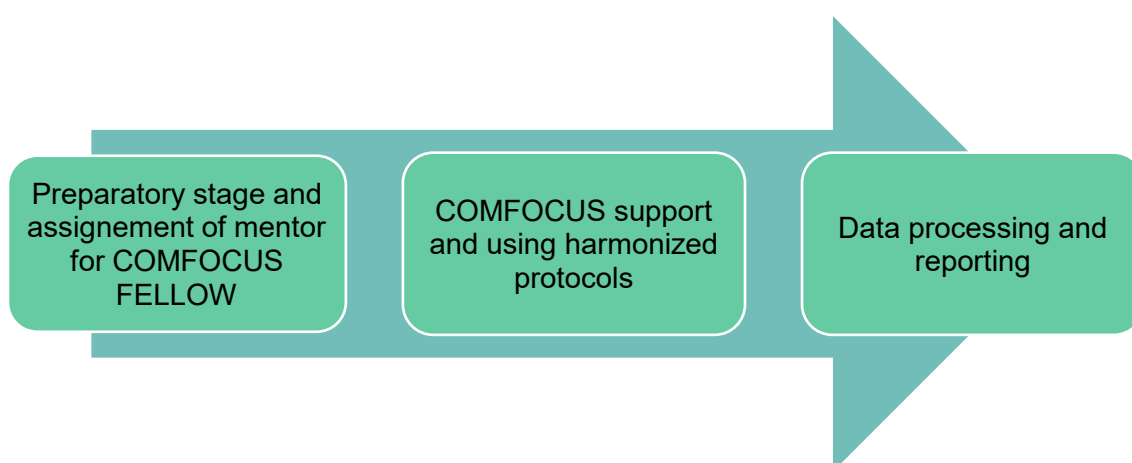 Preparatory stage and
assignement of mentor
for COMFOCUS
FELLOW
COMFOCUS support
and using harmonized
protocols
Data processing and
reporting